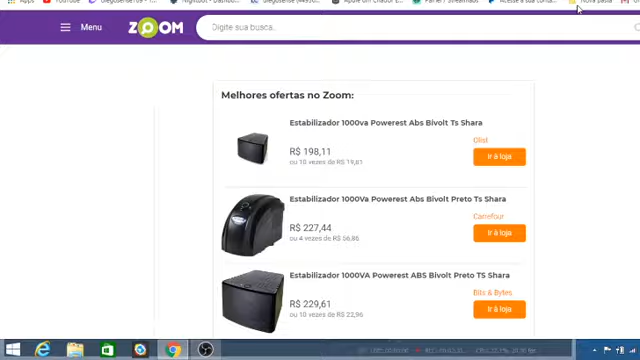 Apps
YouTube
Menu
ZOOM
Digite sua busca..
Melhores ofertas no Zoom:
Estabilizador 1000va Powerest Abs Bivolt Ts Shara
R$ 198,11
ou 10 vezes de R$ 19,81
Olist
Ir à loja
Estabilizador 1000Va Powerest Abs Bivolt Preto Ts Shara
R$ 227,44
ou 4 vezes de R$ 56,86
Carrefour
Ir à loja
Estabilizador 1000VA Powerest ABS Bivolt Preto TS Shara
R$ 229,61
ou 10 vezes de R$ 22,96
Bits & Bytes
Ir à loja